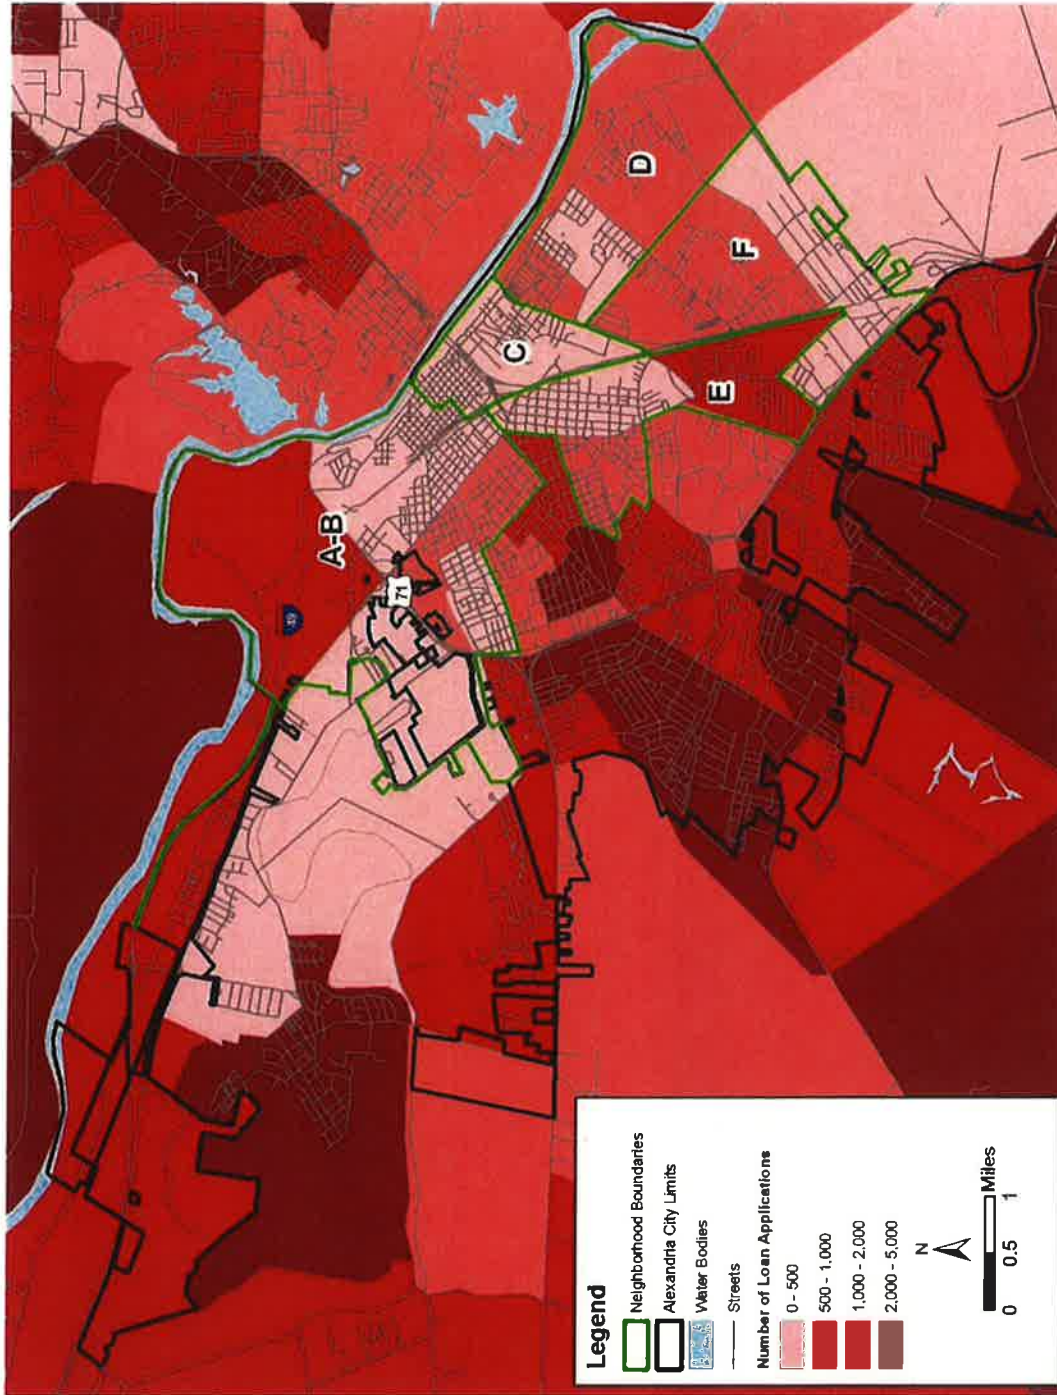 A-B
71
49
C
D
F
E
Legend
Neighborhood Boundaries
Alexandria City Limits
Water Bodies
Streets
Number of Loan Applications
0 - 500
500 - 1,000
1,000 - 2,000
2,000 - 5,000
N
0 0.5 1
Miles